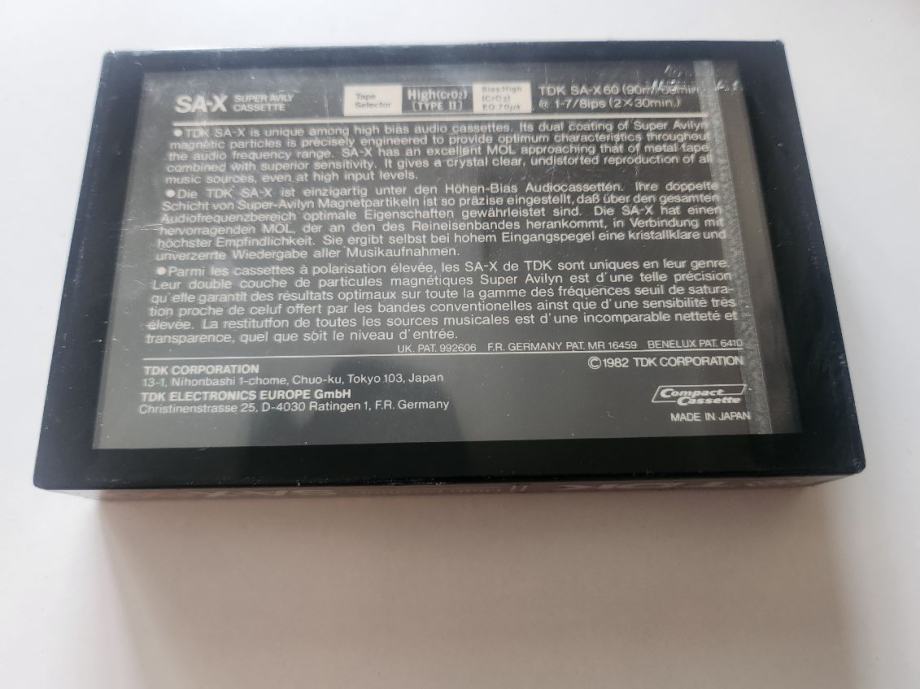 SA-X SUPER AVILYN CASSETTE
Tape Selector
High(CrO2) (TYPE II)
Bias:High (CrO2) EQ:70μs
TDK SA-X60 (90m/60min.)
@ 1-7/8ips (2×30min.)
●TDK SA-X is unique among high bias audio cassettes. Its dual coating of Super Avilyn
magnetic particles is precisely engineered to provide optimum characteristics throughout
the audio frequency range. SA-X has an excellent MOL approaching that of metal tape,
combined with superior sensitivity. It gives a crystal clear, undistorted reproduction of all
music sources, even at high input levels.
●Die TDK SA-X ist einzigartig unter den Höhen-Bias Audiocassetten. Ihre doppelte
Schicht von Super-Avilyn Magnetpartikeln ist so präzise eingestellt, daß über den gesamten
Audiofrequenzbereich optimale Eigenschaften gewährleistet sind. Die SA-X hat einen
hervorragenden MOL, der an den des Reineisenbandes herankommt, in Verbindung mit
höchster Empfindlichkeit. Sie ergibt selbst bei hohem Eingangspegel eine kristallklare und
unverzerrte Wiedergabe aller Musikaufnahmen.
●Parmi les cassettes à polarisation élevée, les SA-X de TDK sont uniques en leur genre.
Leur double couche de particules magnétiques Super Avilyn est d'une telle précision
qu'elle garantit des résultats optimaux sur toute la gamme des fréquences seuil de satura-
tion proche de celuf offert par les bandes conventionelles ainst que d'une sensibilité très
élevée. La restitution de toutes les sources musicales est d'une incomparable netteté et
transparence, quel que soit le niveau d'entrée.
UK. PAT. 992606 F.R. GERMANY PAT. MR 16459 BENELUX PAT. 6410
TDK CORPORATION
©1982 TDK CORPORATION
13-1, Nihonbashi 1-chome, Chuo-ku, Tokyo 103, Japan
TDK ELECTRONICS EUROPE GmbH
Christinenstrasse 25, D-4030 Ratingen 1, F.R. Germany
Compact Cassette
MADE IN JAPAN